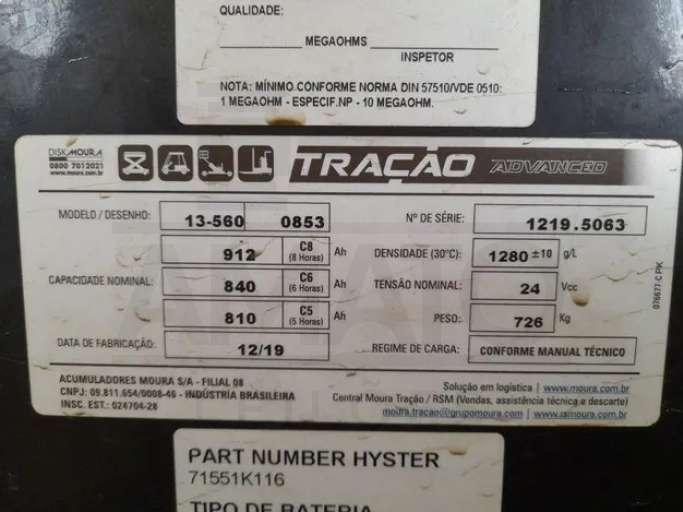 QUALIDADE:
MEGAOHMS
INSPETOR
NOTA: MÍNIMO CONFORME NORMA DIN 57510/VDE 0510:
1 MEGAOHM - ESPECIF.NP - 10 MEGAOHM.
DISK MOURA
0800 7012021
www.moura.com.br
TRAÇÃO ADVANCED
MODELO / DESENHO: 13-560 0853 Nº DE SÉRIE: 1219.5063
912 C8 (8 Horas) Ah DENSIDADE (30ºC): 1280 ±10 g/L
CAPACIDADE NOMINAL: 840 C6 (6 Horas) Ah TENSÃO NOMINAL: 24 Vcc
810 C5 (5 Horas) Ah PESO: 726 Kg
DATA DE FABRICAÇÃO: 12/19 REGIME DE CARGA: CONFORME MANUAL TÉCNICO
076677-C PK
ACUMULADORES MOURA S/A - FILIAL 08
CNPJ: 09.811.654/0008-46 - INDÚSTRIA BRASILEIRA
INSC. EST.: 024704-28
Solução em logística | www.moura.com.br
Central Moura Tração / RSM (Vendas, assistência técnica e descarte)
moura.tracao@grupomoura.com |
PART NUMBER HYSTER
71551K116
TIPO DE BATERIA